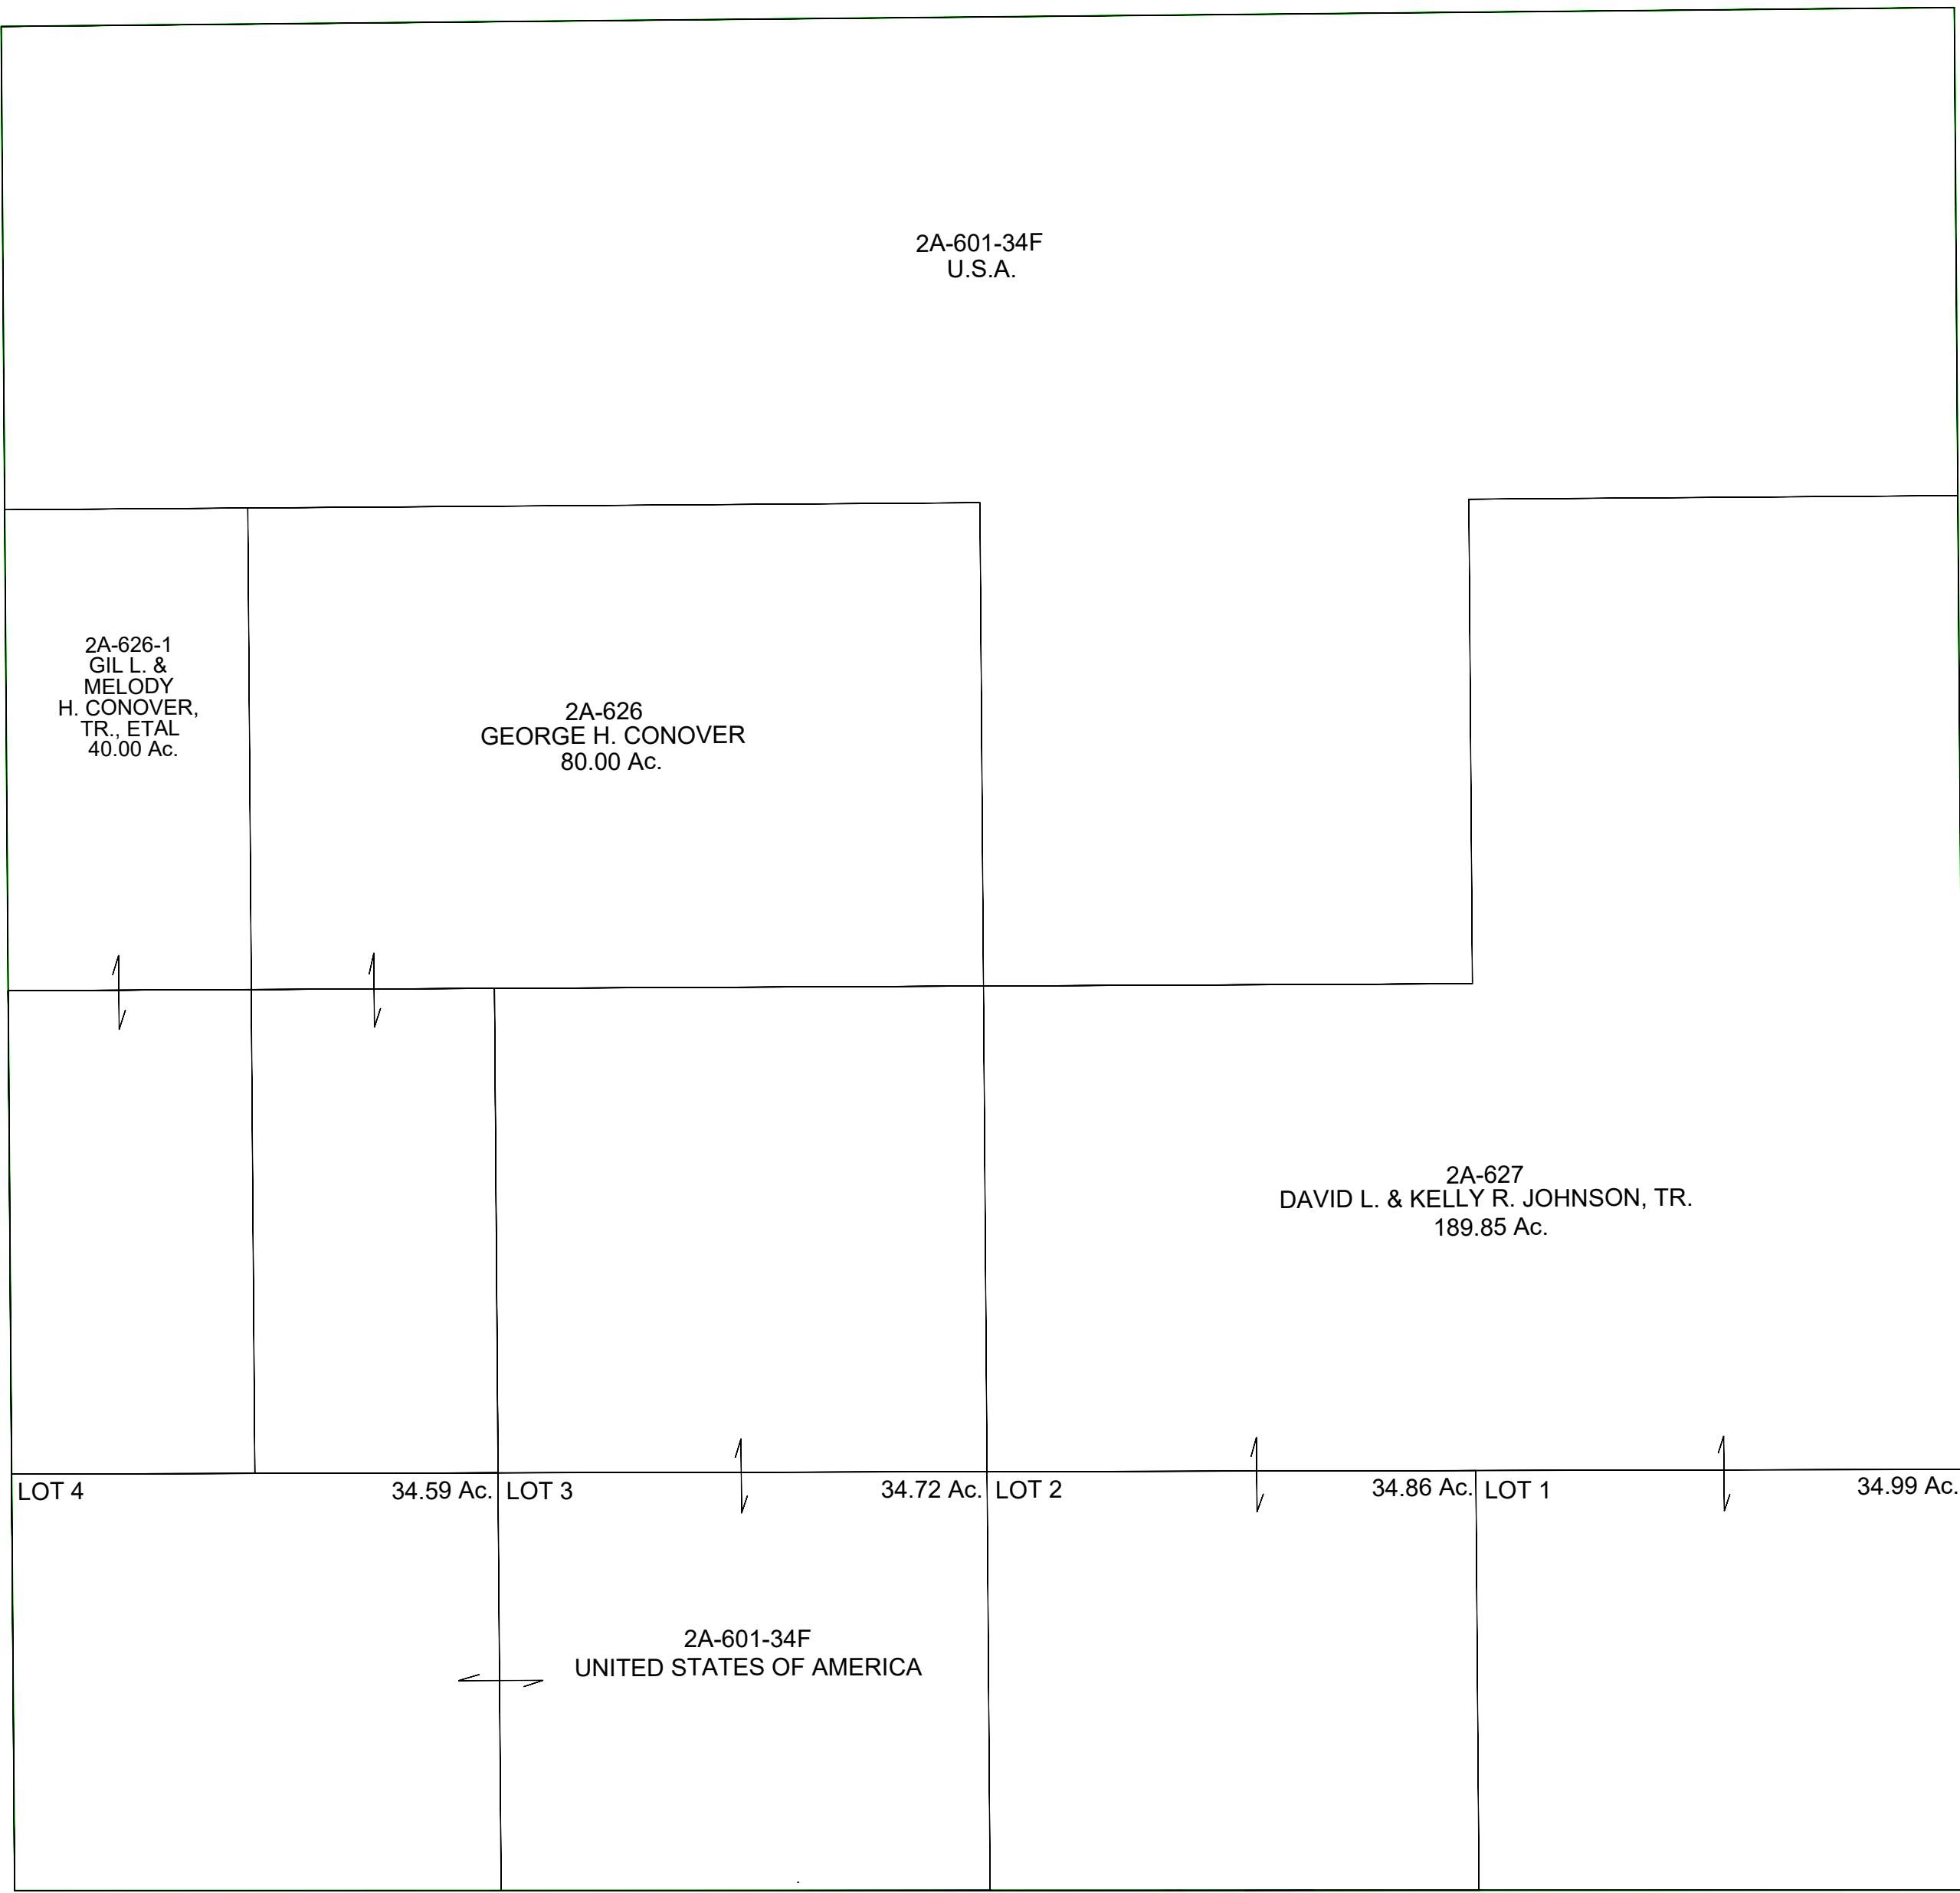 2A-601-34F
U.S.A.
2A-626-1
GIL L. &
MELODY
H. CONOVER,
TR., ETAL
40.00 Ac.
2A-626
GEORGE H. CONOVER
80.00 Ac.
2A-627
DAVID L. & KELLY R. JOHNSON, TR.
189.85 Ac.
LOT 4
34.59 Ac.
LOT 3
34.72 Ac.
LOT 2
34.86 Ac.
LOT 1
34.99 Ac.
2A-601-34F
UNITED STATES OF AMERICA